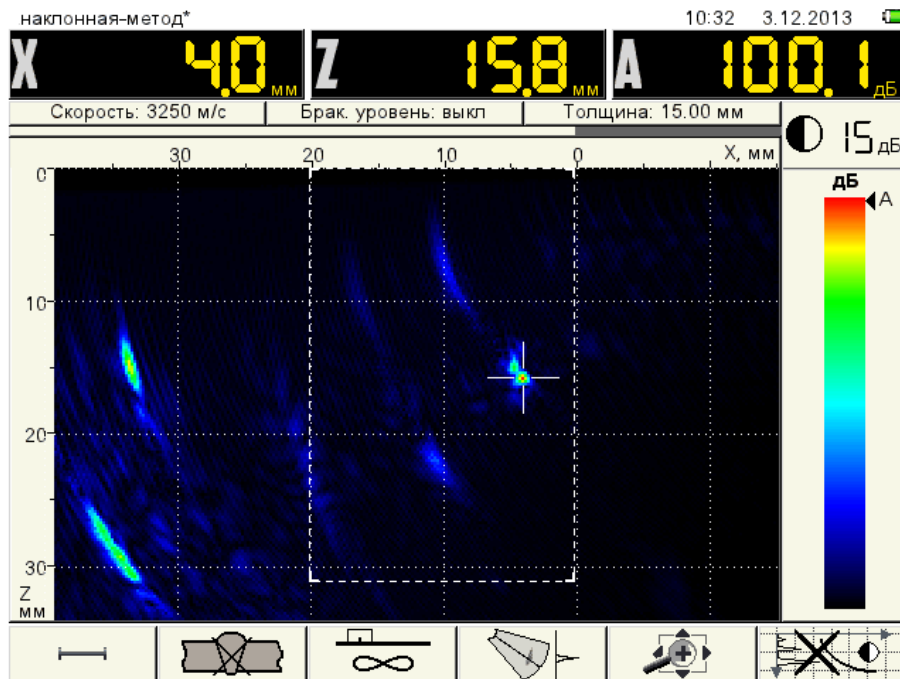 наклонная-метод* 10:32 3.12.2013
X 4.0 мм Z 15.8 мм A 100.1 дБ
Скорость: 3250 м/с Брак. уровень: выкл Толщина: 15.00 мм
15 дБ
30 20 10 0 X, мм
0
дБ
A
10
20
30
Z
мм